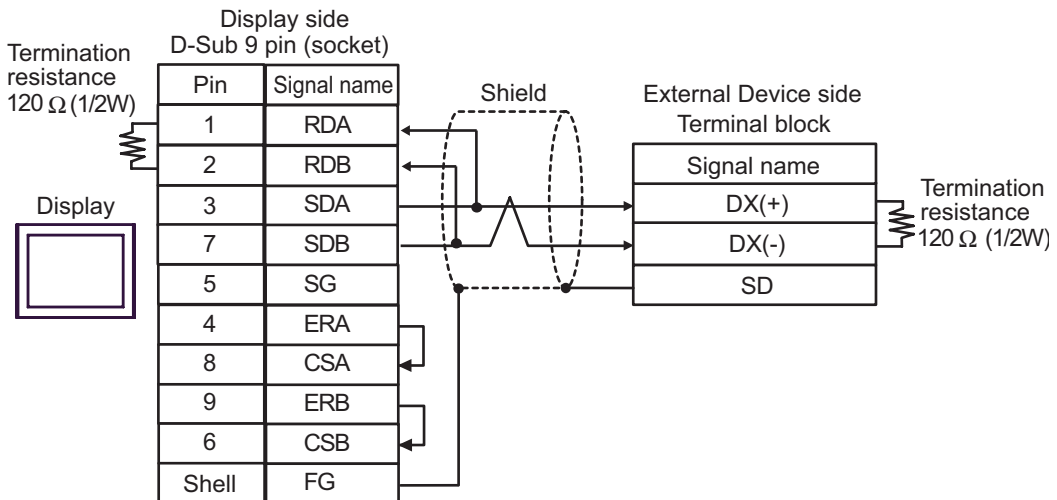 Display side
D-Sub 9 pin (socket)
Termination
resistance
120 Ω (1/2W)
Pin Signal name
1 RDA
2 RDB
3 SDA
7 SDB
5 SG
4 ERA
8 CSA
9 ERB
6 CSB
Shell FG
Display
Shield
External Device side
Terminal block
Signal name
DX(+)
DX(-)
SD
Termination
resistance
120 Ω (1/2W)